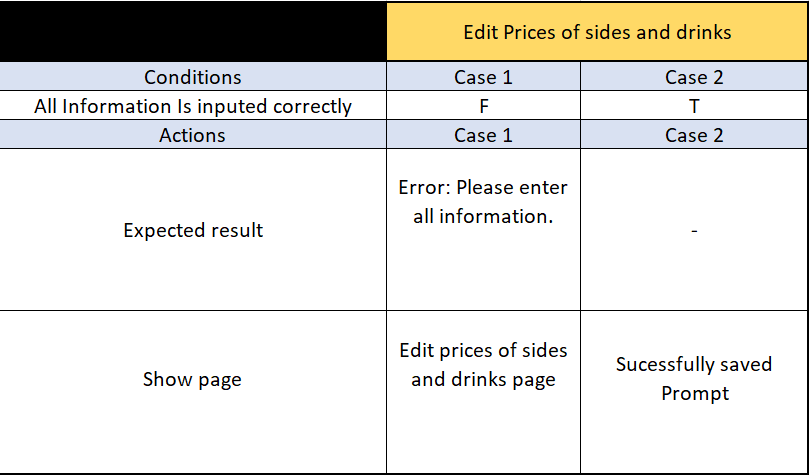 Edit Prices of sides and drinks
Conditions Case 1 Case 2
All Information Is inputed correctly F T
Actions Case 1 Case 2
Expected result
Error: Please enter
all information.
-
Show page
Edit prices of sides
and drinks page
Sucessfully saved
Prompt